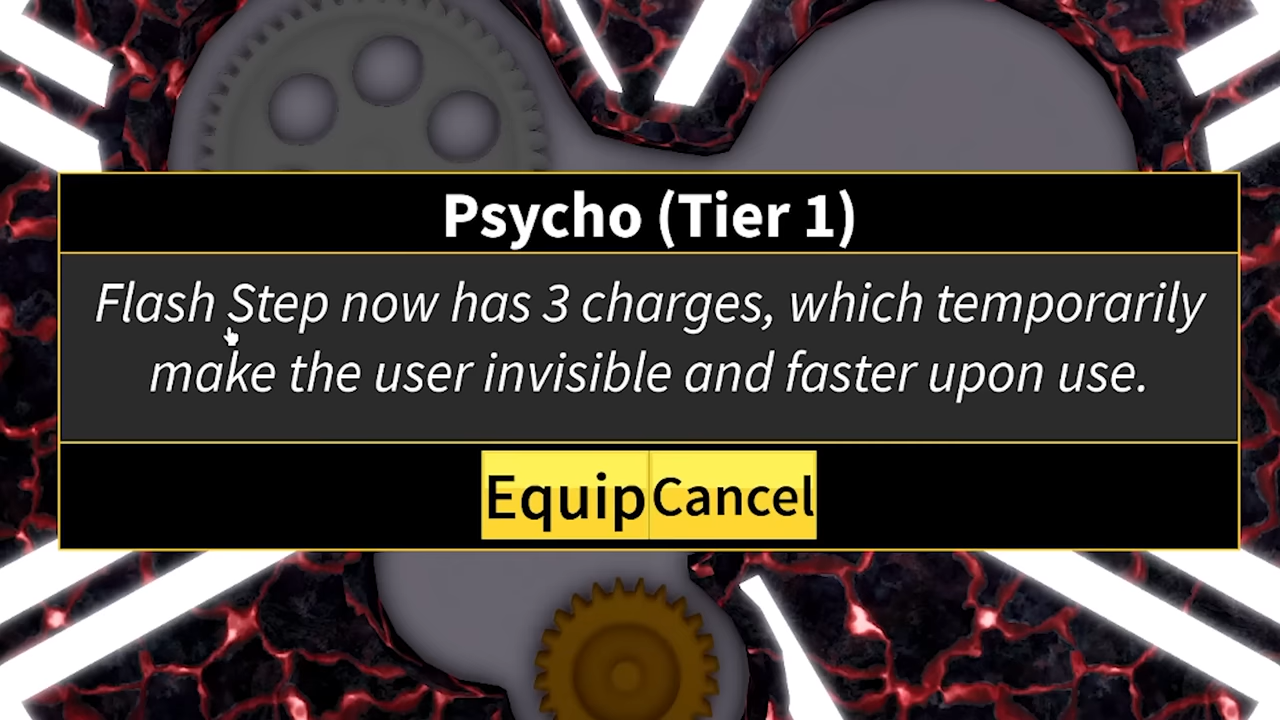 Psycho (Tier 1)
Flash Step now has 3 charges, which temporarily
make the user invisible and faster upon use.
Equip Cancel